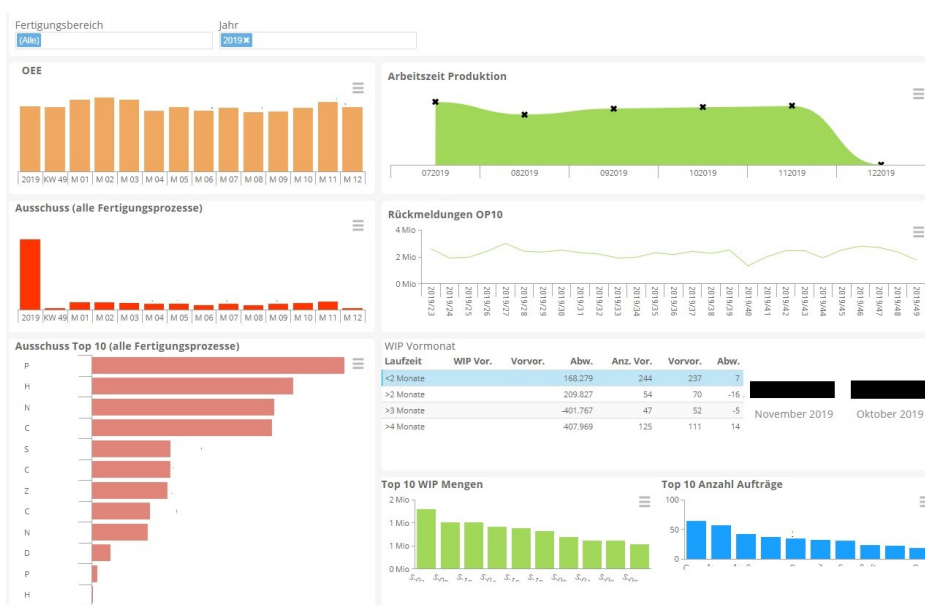 Fertigungsbereich
Jahr
(Alle)
2019 ×
OEE
2019 KW 49 M 01 M 02 M 03 M 04 M 05 M 06 M 07 M 08 M 09 M 10 M 11 M 12
Arbeitszeit Produktion
072019 082019 092019 102019 112019 122019
Ausschuss (alle Fertigungsprozesse)
2019 KW 49 M 01 M 02 M 03 M 04 M 05 M 06 M 07 M 08 M 09 M 10 M 11 M 12
Rückmeldungen OP10
4 Mio
2 Mio
0 Mio
2019/23 2019/24 2019/25 2019/26 2019/27 2019/28 2019/29 2019/30 2019/31 2019/32 2019/33 2019/34 2019/35 2019/36 2019/37 2019/38 2019/39 2019/40 2019/41 2019/42 2019/43 2019/44 2019/45 2019/46 2019/47 2019/48 2019/49
Ausschuss Top 10 (alle Fertigungsprozesse)
P
H
N
C
S
C
Z
C
N
D
P
H
WIP Vormonat
Laufzeit WIP Vor. Vorvor. Abw. Anz. Vor. Vorvor. Abw.
<2 Monate 168.279 244 237 7
>2 Monate 209.827 54 70 -16
>3 Monate -401.767 47 52 -5
>4 Monate 407.969 125 111 14
November 2019
Oktober 2019
Top 10 WIP Mengen
2 Mio
1 Mio
1 Mio
0 Mio
Top 10 Anzahl Aufträge
100
50
0